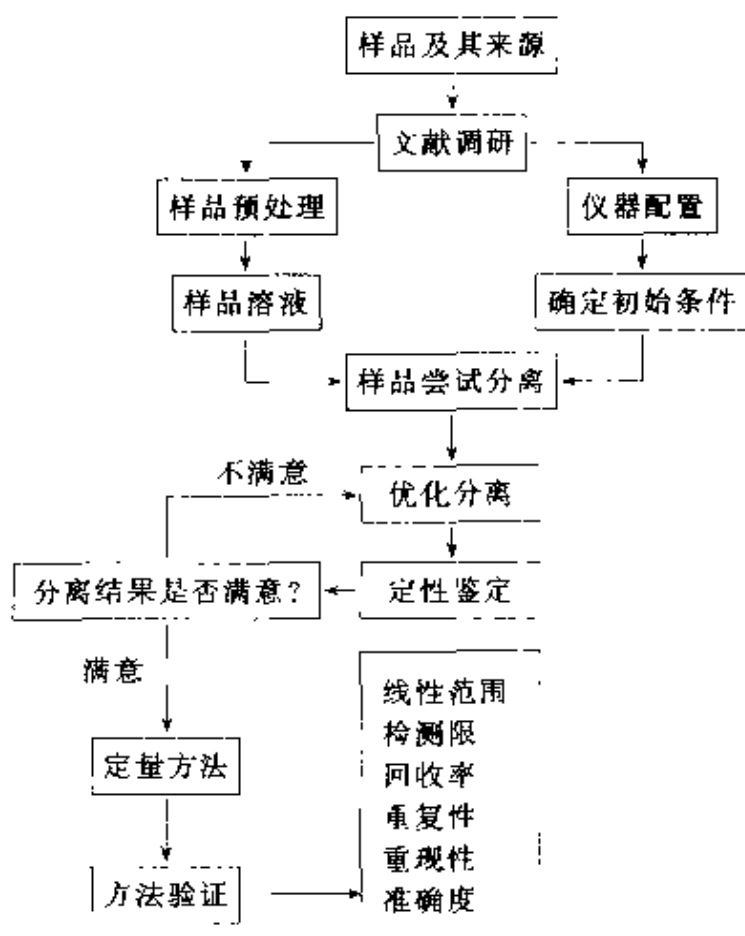 样品及其来源
文献调研
样品预处理
仪器配置
样品溶液
确定初始条件
样品尝试分离
不满意
优化分离
分离结果是否满意?
定性鉴定
满意
线性范围
检测限
回收率
重复性
重现性
准确度
定量方法
方法验证